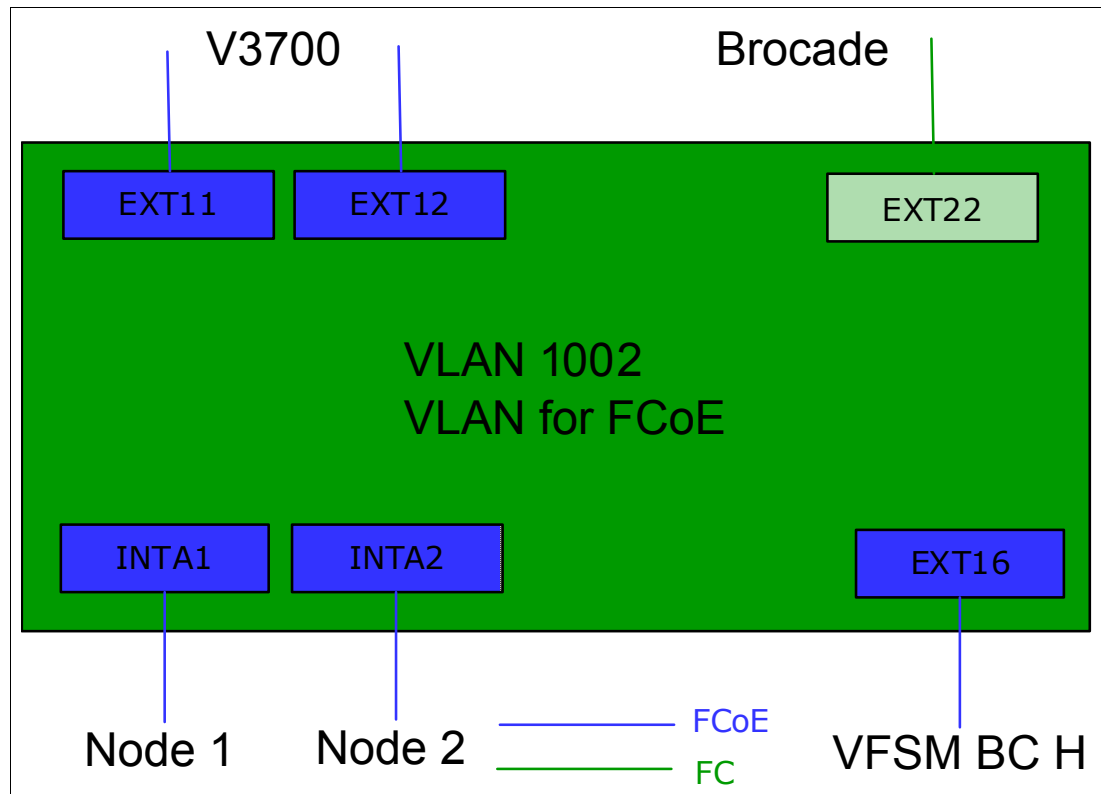 V3700
Brocade
EXT11
EXT12
EXT22
VLAN 1002
VLAN for FCoE
INTA1
INTA2
EXT16
Node 1
Node 2
FCoE
FC
VFSM BC H